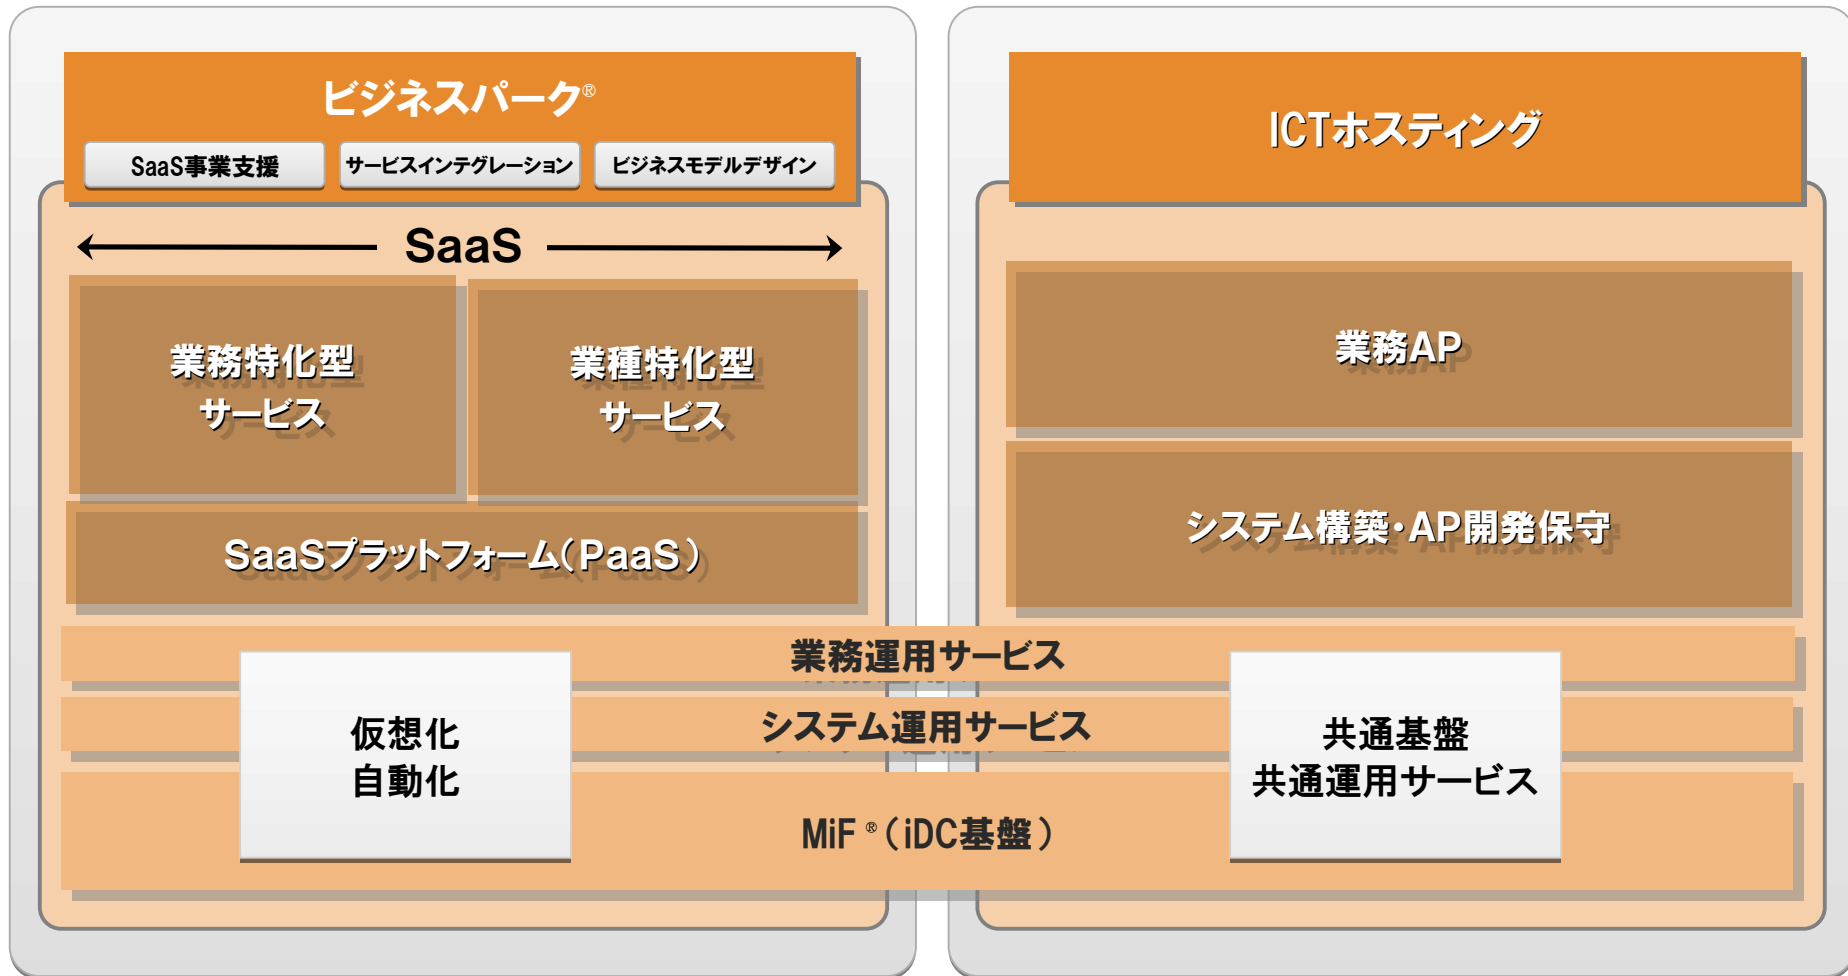 ビジネスパーク®
SaaS事業支援
サービスインテグレーション
ビジネスモデルデザイン
SaaS
業務特化型
サービス
業種特化型
サービス
SaaSプラットフォーム(PaaS)
ICTホスティング
業務AP
システム構築・AP開発保守
業務運用サービス
システム運用サービス
MiF®(iDC基盤)
仮想化
自動化
共通基盤
共通運用サービス